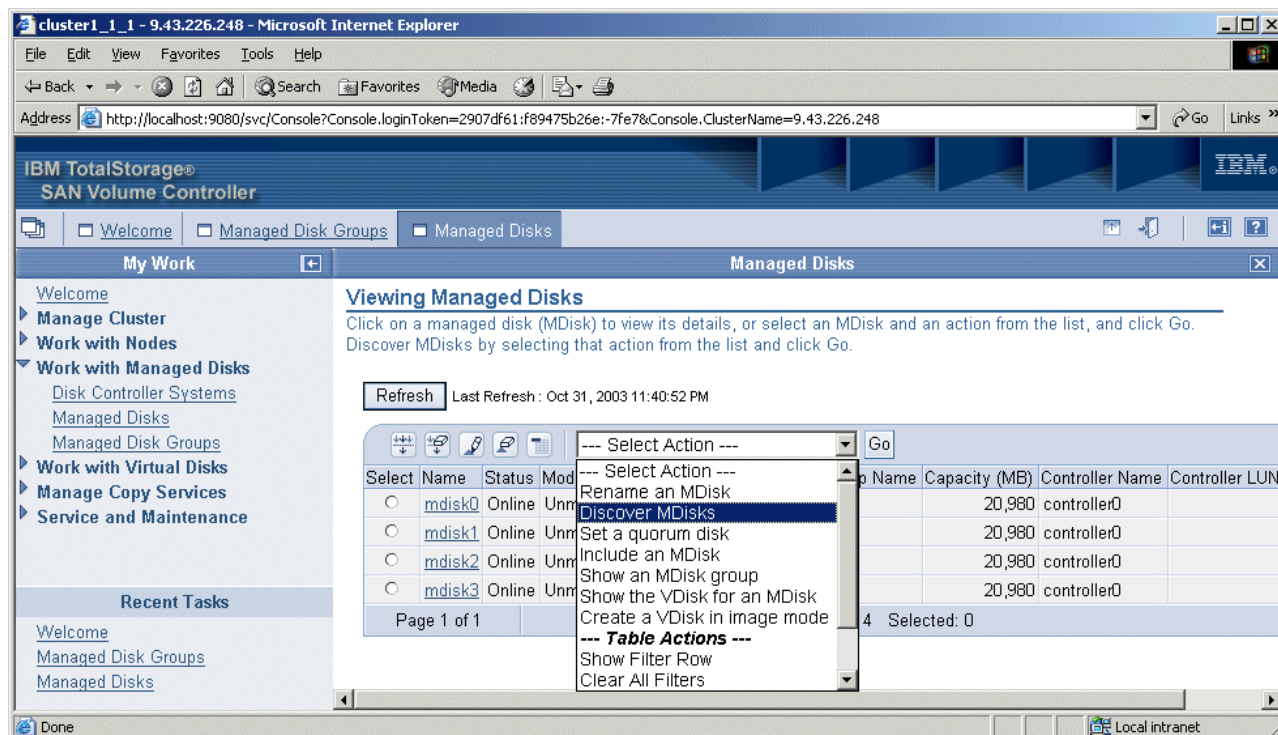 cluster1_1_1 - 9.43.226.248 - Microsoft Internet Explorer
File Edit View Favorites Tools Help
Back Search Favorites Media
Address http://localhost:9080/svc/Console?Console.loginToken=2907df61:f89475b26e:-7fe7&Console.ClusterName=9.43.226.248 Go Links »
IBM TotalStorage®
SAN Volume Controller
IBM®
Welcome Managed Disk Groups Managed Disks
My Work
Managed Disks
Welcome
Manage Cluster
Work with Nodes
Work with Managed Disks
Disk Controller Systems
Managed Disks
Managed Disk Groups
Work with Virtual Disks
Manage Copy Services
Service and Maintenance
Recent Tasks
Welcome
Managed Disk Groups
Managed Disks
Viewing Managed Disks
Click on a managed disk (MDisk) to view its details, or select an MDisk and an action from the list, and click Go.
Discover MDisks by selecting that action from the list and click Go.
Refresh Last Refresh : Oct 31, 2003 11:40:52 PM
--- Select Action --- Go
Select Name Status Mod p Name Capacity (MB) Controller Name Controller LUN
mdisk0 Online Unm 20,980 controller0
mdisk1 Online Unm 20,980 controller0
mdisk2 Online Unm 20,980 controller0
mdisk3 Online Unm 20,980 controller0
Page 1 of 1 4 Selected: 0
--- Select Action ---
Rename an MDisk
Discover MDisks
Set a quorum disk
Include an MDisk
Show an MDisk group
Show the VDisk for an MDisk
Create a VDisk in image mode
--- Table Actions ---
Show Filter Row
Clear All Filters
Done Local intranet